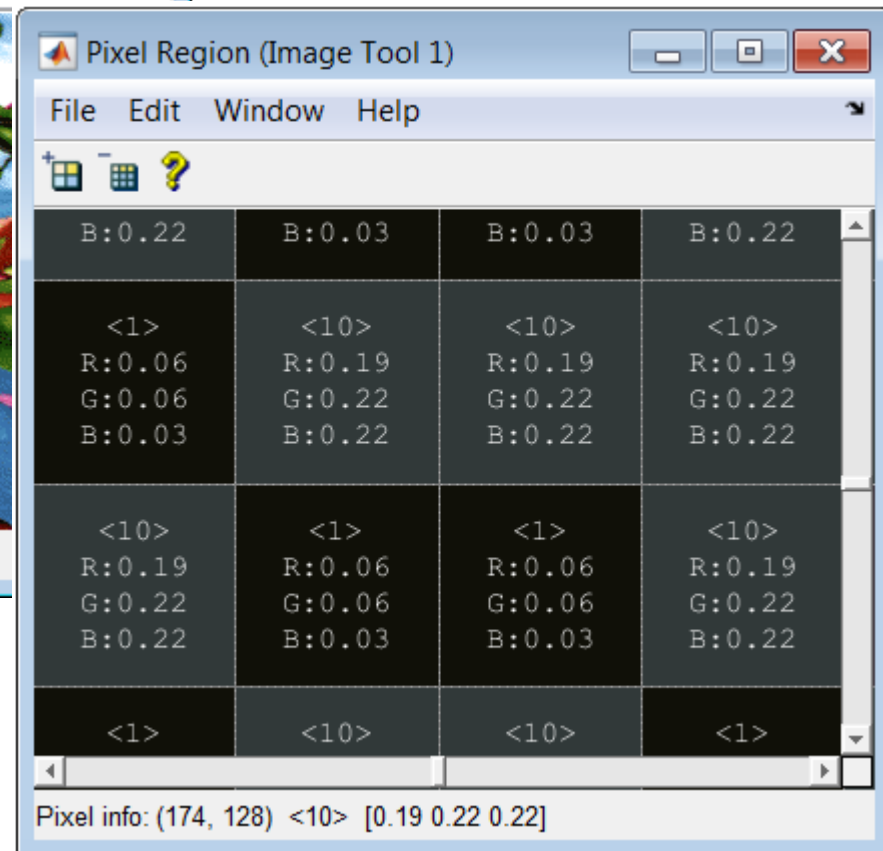 Pixel Region (Image Tool 1)
File Edit Window Help
B:0.22 B:0.03 B:0.03 B:0.22
<1> <10> <10> <10>
R:0.06 R:0.19 R:0.19 R:0.19
G:0.06 G:0.22 G:0.22 G:0.22
B:0.03 B:0.22 B:0.22 B:0.22
<10> <1> <1> <10>
R:0.19 R:0.06 R:0.06 R:0.19
G:0.22 G:0.06 G:0.06 G:0.22
B:0.22 B:0.03 B:0.03 B:0.22
<1> <10> <10> <1>
Pixel info: (174, 128) <10> [0.19 0.22 0.22]